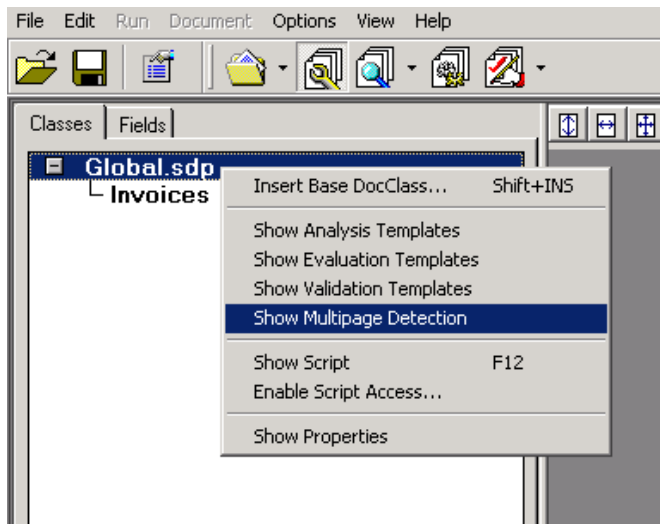 File Edit Run Document Options View Help
Classes Fields
Global.sdp
Invoices
Insert Base DocClass... Shift+INS
Show Analysis Templates
Show Evaluation Templates
Show Validation Templates
Show Multipage Detection
Show Script F12
Enable Script Access...
Show Properties